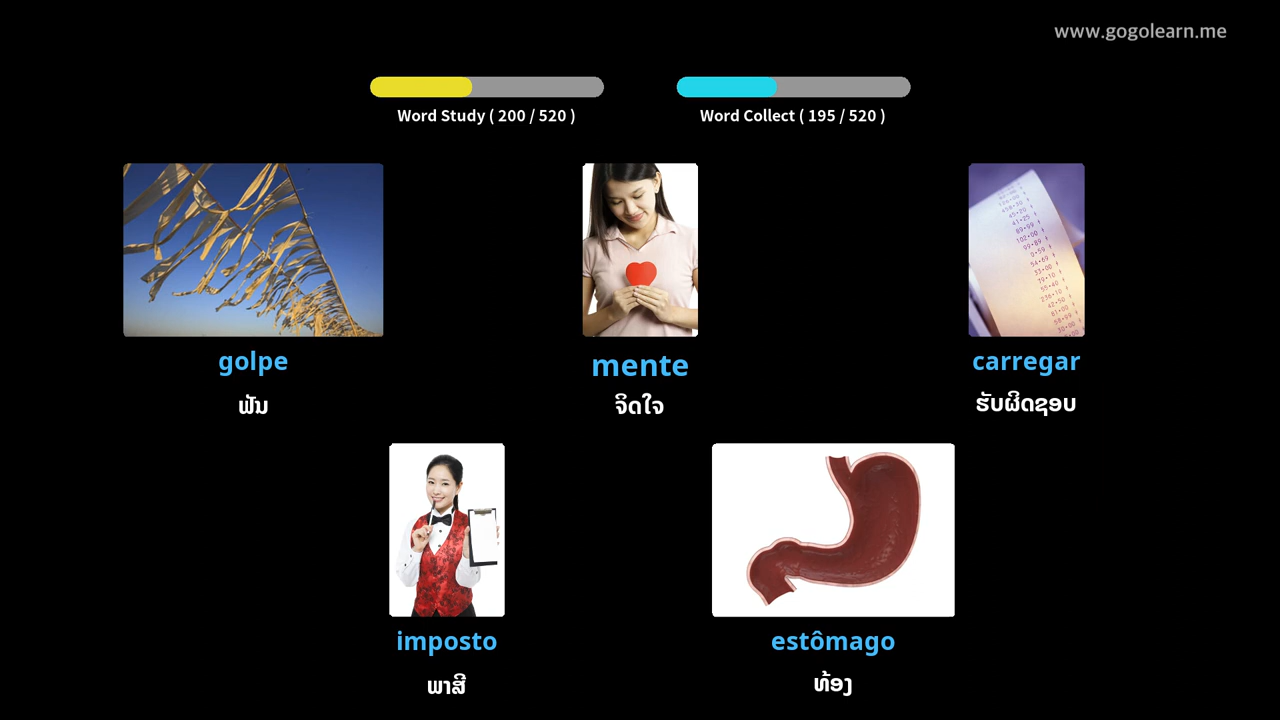 www.gogolearn.me
Word Study ( 200 / 520 )
Word Collect ( 195 / 520 )
golpe
ຟັນ
mente
ຈິດໃຈ
carregar
ຮັບຜິດຊອບ
imposto
ພາສີ
estômago
ທ້ອງ